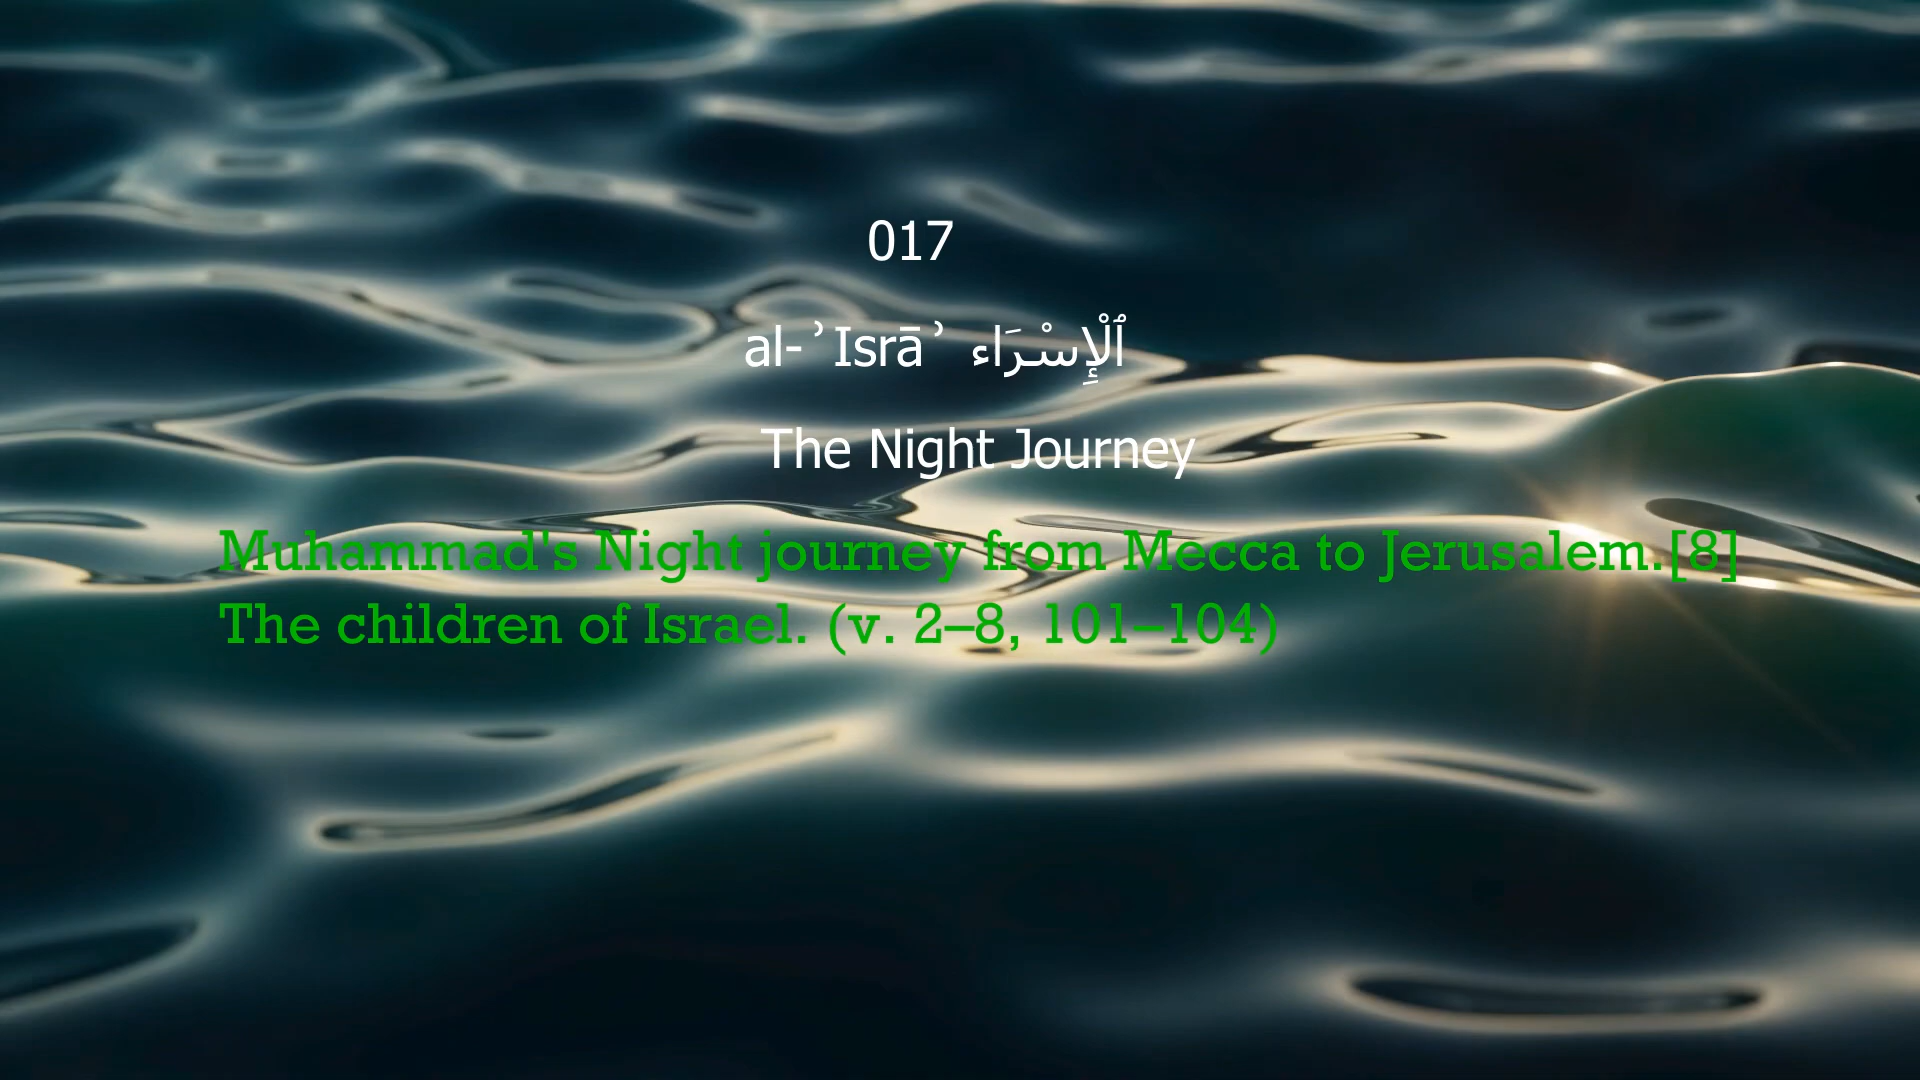 017
al-ʾIsrāʾ ٱلْإِسْـرَاء
The Night Journey
Muhammad's Night journey from Mecca to Jerusalem.[8]
The children of Israel. (v. 2–8, 101–104)